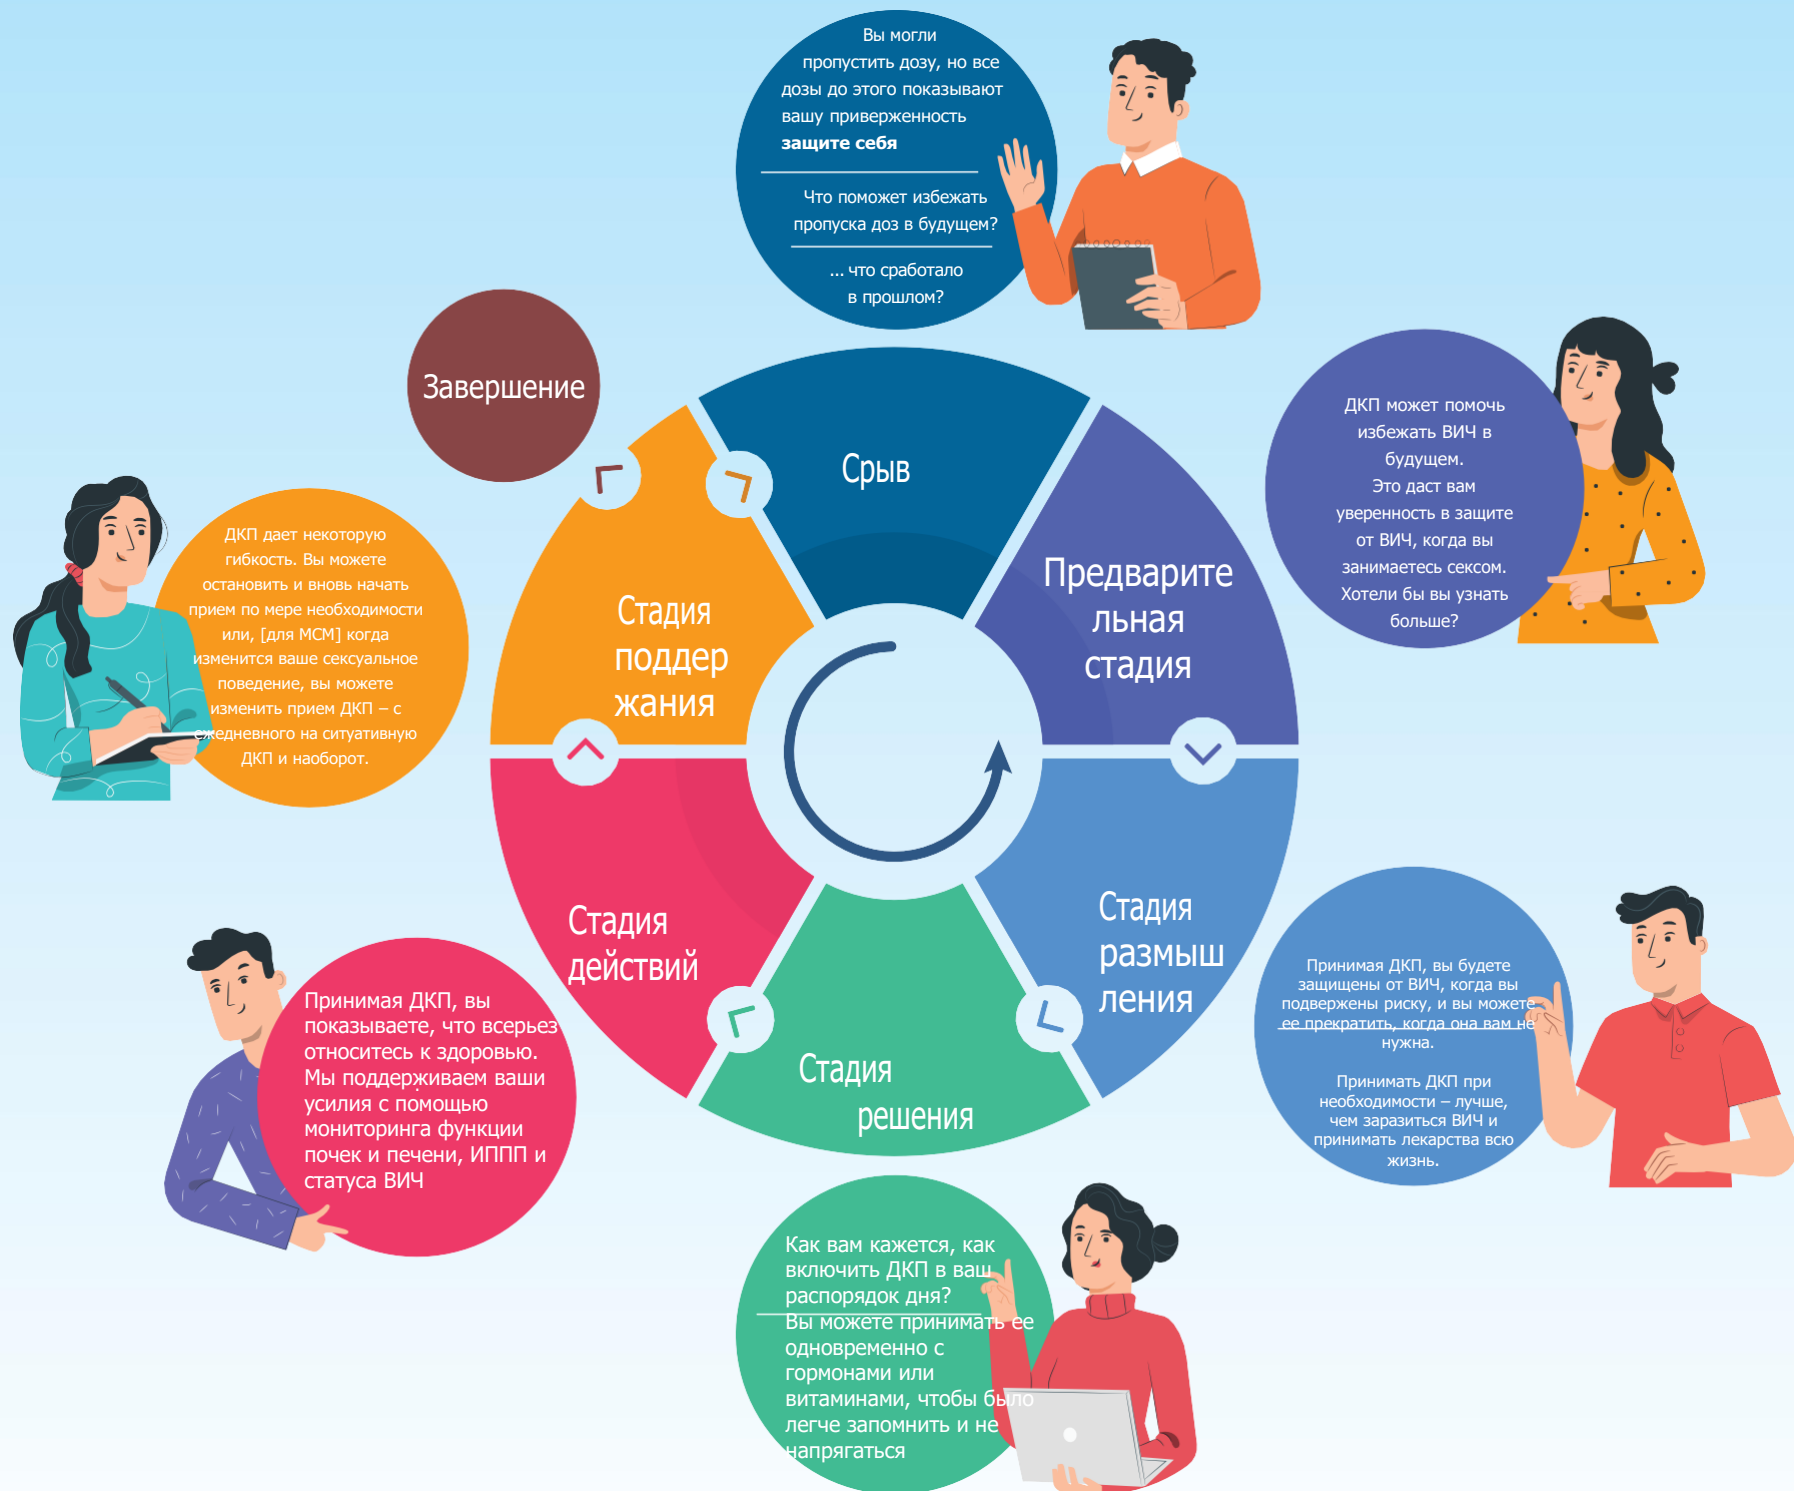 Вы могли
пропустить дозу, но все
дозы до этого показывают
вашу приверженность
защите себя
Что поможет избежать
пропуска доз в будущем?
... что сработало
в прошлом?
Завершение
Срыв
ДКП может помочь
избежать ВИЧ в
будущем.
Это даст вам
уверенность в защите
от ВИЧ, когда вы
занимаетесь сексом.
Хотели бы вы узнать
больше?
Предварите
льная
стадия
Стадия
поддер
жания
ДКП дает некоторую
гибкость. Вы можете
остановить и вновь начать
прием по мере необходимости
или, [для МСМ] когда
изменится ваше сексуальное
поведение, вы можете
изменить прием ДКП – с
ежедневного на ситуативную
ДКП и наоборот.
Стадия
размыш
ления
Стадия
действий
Стадия
решения
Принимая ДКП, вы будете
защищены от ВИЧ, когда вы
подвержены риску, и вы можете
ее прекратить, когда она вам не
нужна.
Принимать ДКП при
необходимости – лучше,
чем заразиться ВИЧ и
принимать лекарства всю
жизнь.
Принимая ДКП, вы
показываете, что всерьез
относитесь к здоровью.
Мы поддерживаем ваши
усилия с помощью
мониторинга функции
почек и печени, ИППП и
статуса ВИЧ
Как вам кажется, как
включить ДКП в ваш
распорядок дня?
Вы можете принимать ее
одновременно с
гормонами или
витаминами, чтобы было
легче запомнить и не
напрягаться